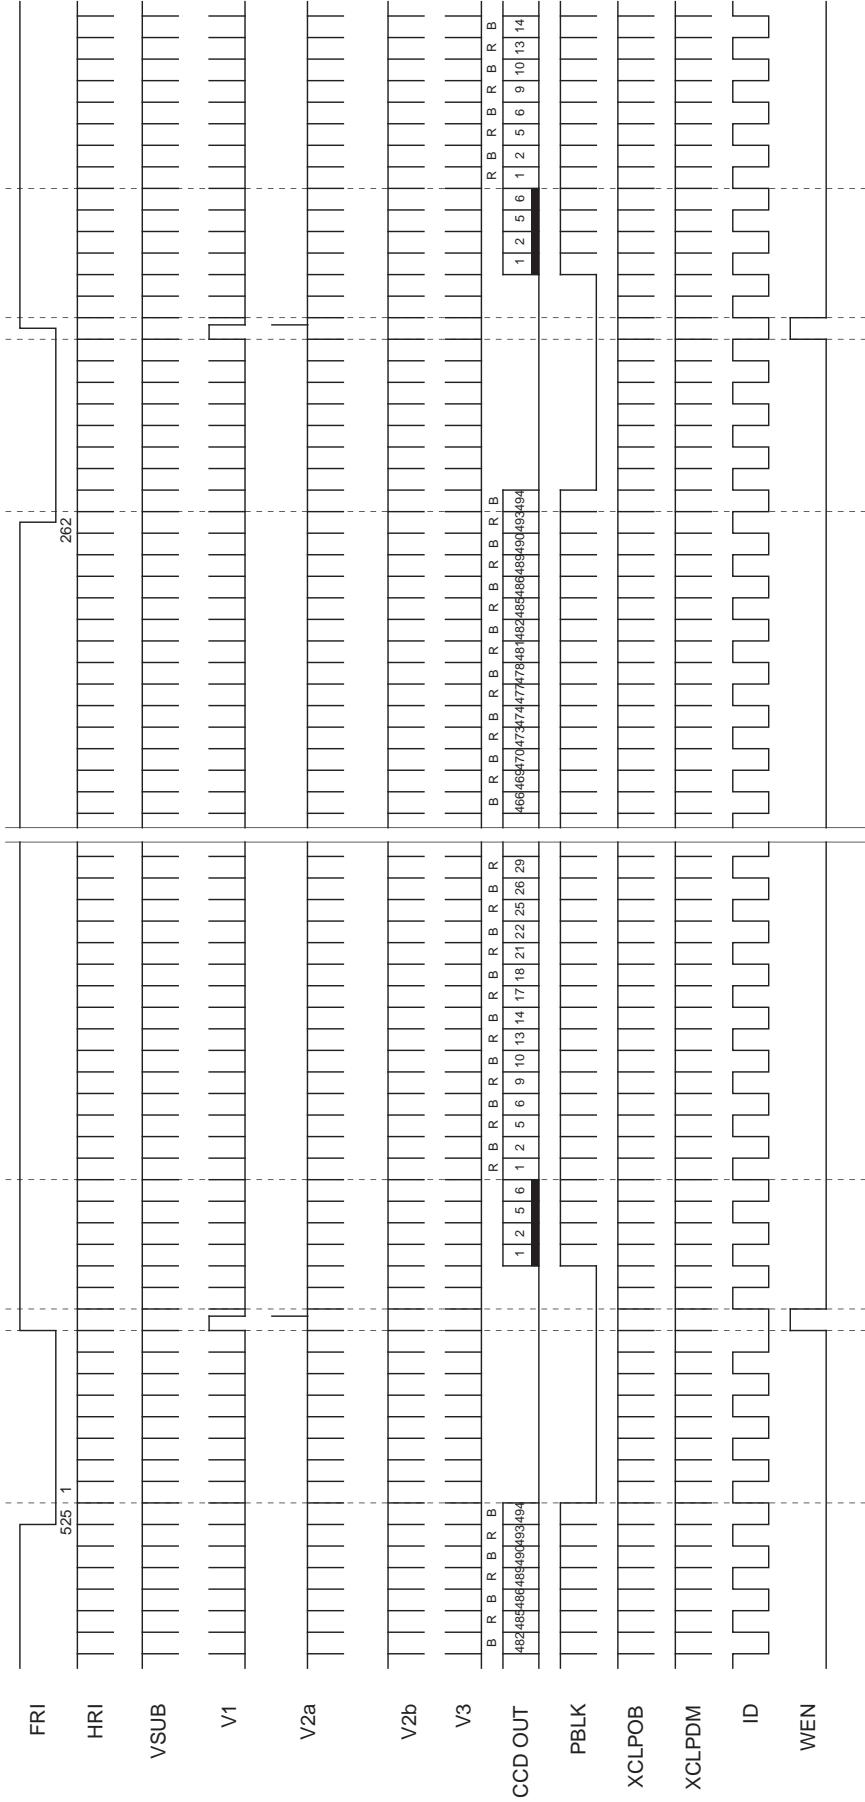 FRI
525 1 262
HRI
VSUB
V1
V2a
V2b
V3
B R B R B R B R B R B R B R B R B R B R B R B R B R B R B R B R B R B R B R B R B R B R B
CCD OUT 482 485 486 489 490 493 494 1 2 5 6 1 2 5 6 9 10 13 14 17 18 21 22 25 26 29 466 469 470 473 474 477 478 481 482 485 486 489 490 493 494 1 2 5 6 1 2 5 6 9 10 13 14
PBLK
XCLPOB
XCLPDM
ID
WEN